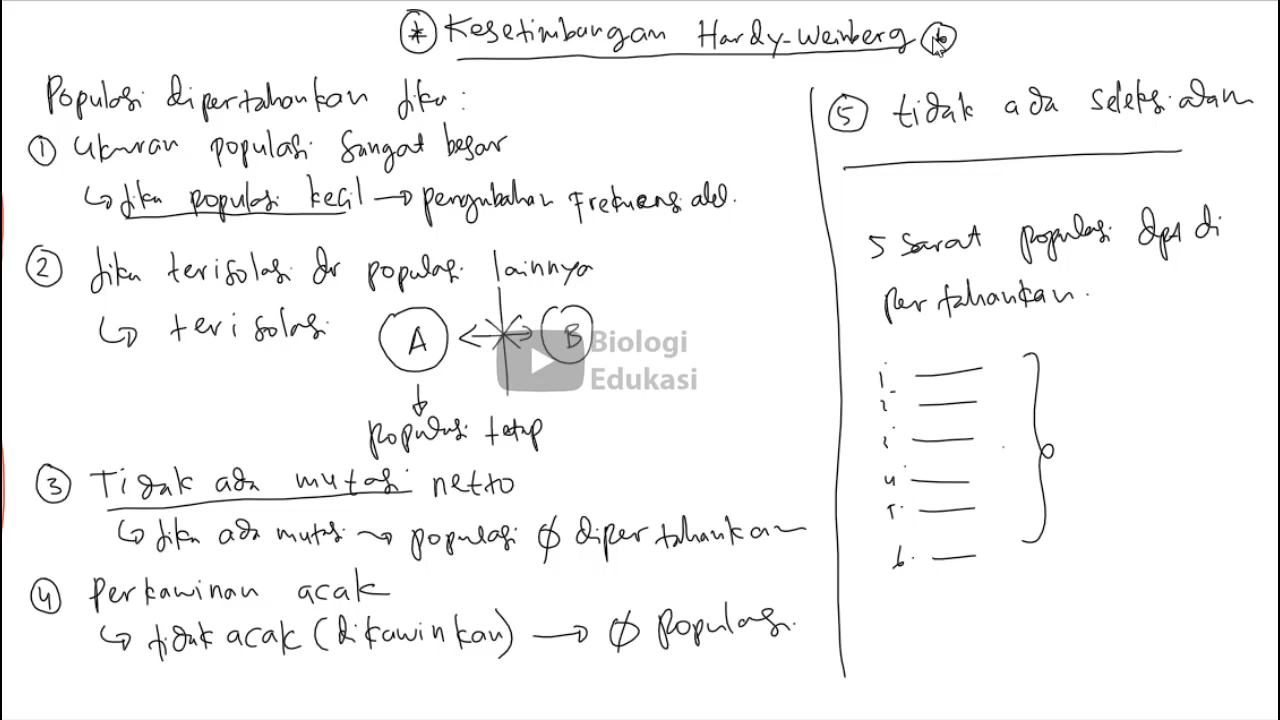 * Kesetimbangan Hardy-Weinberg *
Populasi dipertahankan jika :
① Ukuran populasi sangat besar
↳ Jika populasi kecil → pengubahan Frekuensi alel.
② Jika terisolasi dr populasi lainnya
↳ terisolasi
A ↔ B
populasi tetap
③ Tidak ada mutasi netto
↳ Jika ada mutasi → populasi ∅ dipertahankan
④ Perkawinan acak
↳ tidak acak (dikawinkan) → ∅ populasi.
⑤ tidak ada seleksi alam
5 Sarat populasi dpt di
pertahankan.
1
2
3
4
5.
6.
Biologi
Edukasi